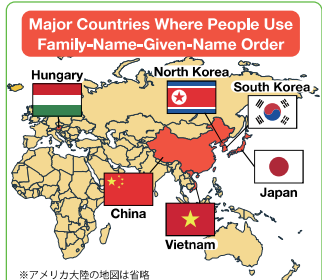 Major Countries Where People Use
Family-Name-Given-Name Order
Hungary
North Korea
South Korea
Japan
China
Vietnam
※アメリカ大陸の地図は省略